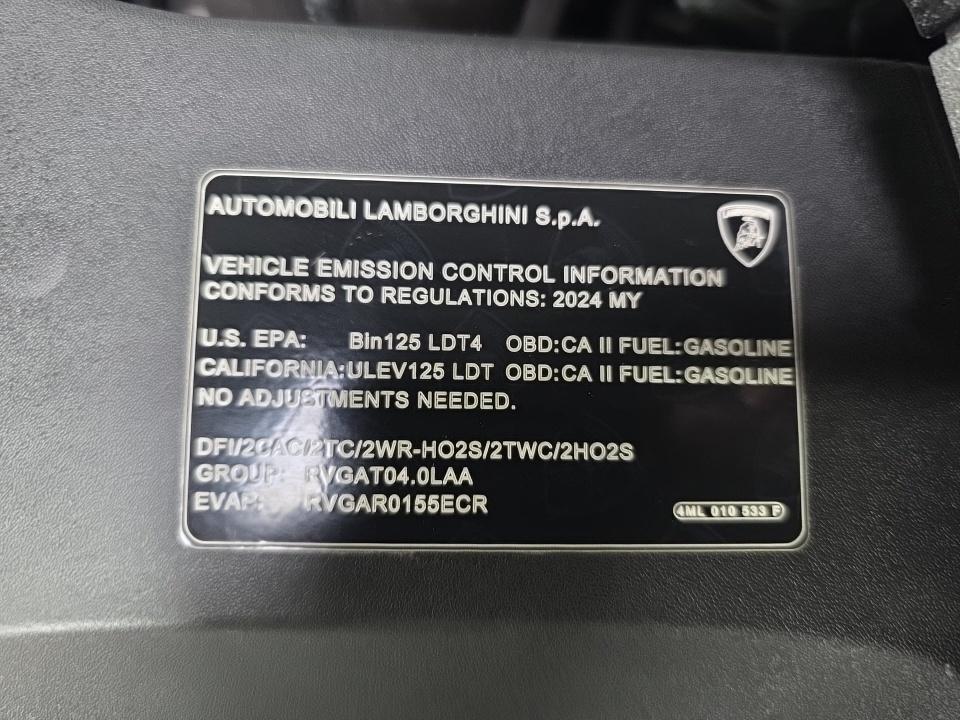 AUTOMOBILI LAMBORGHINI S.p.A.
VEHICLE EMISSION CONTROL INFORMATION
CONFORMS TO REGULATIONS: 2024 MY
U.S. EPA: Bin125 LDT4 OBD:CA II FUEL:GASOLINE
CALIFORNIA:ULEV125 LDT OBD:CA II FUEL:GASOLINE
NO ADJUSTMENTS NEEDED.
DFI/2CAC/2TC/2WR-HO2S/2TWC/2HO2S
GROUP: RVGAT04.0LAA
EVAP: RVGAR0155ECR
4ML 010 533 F